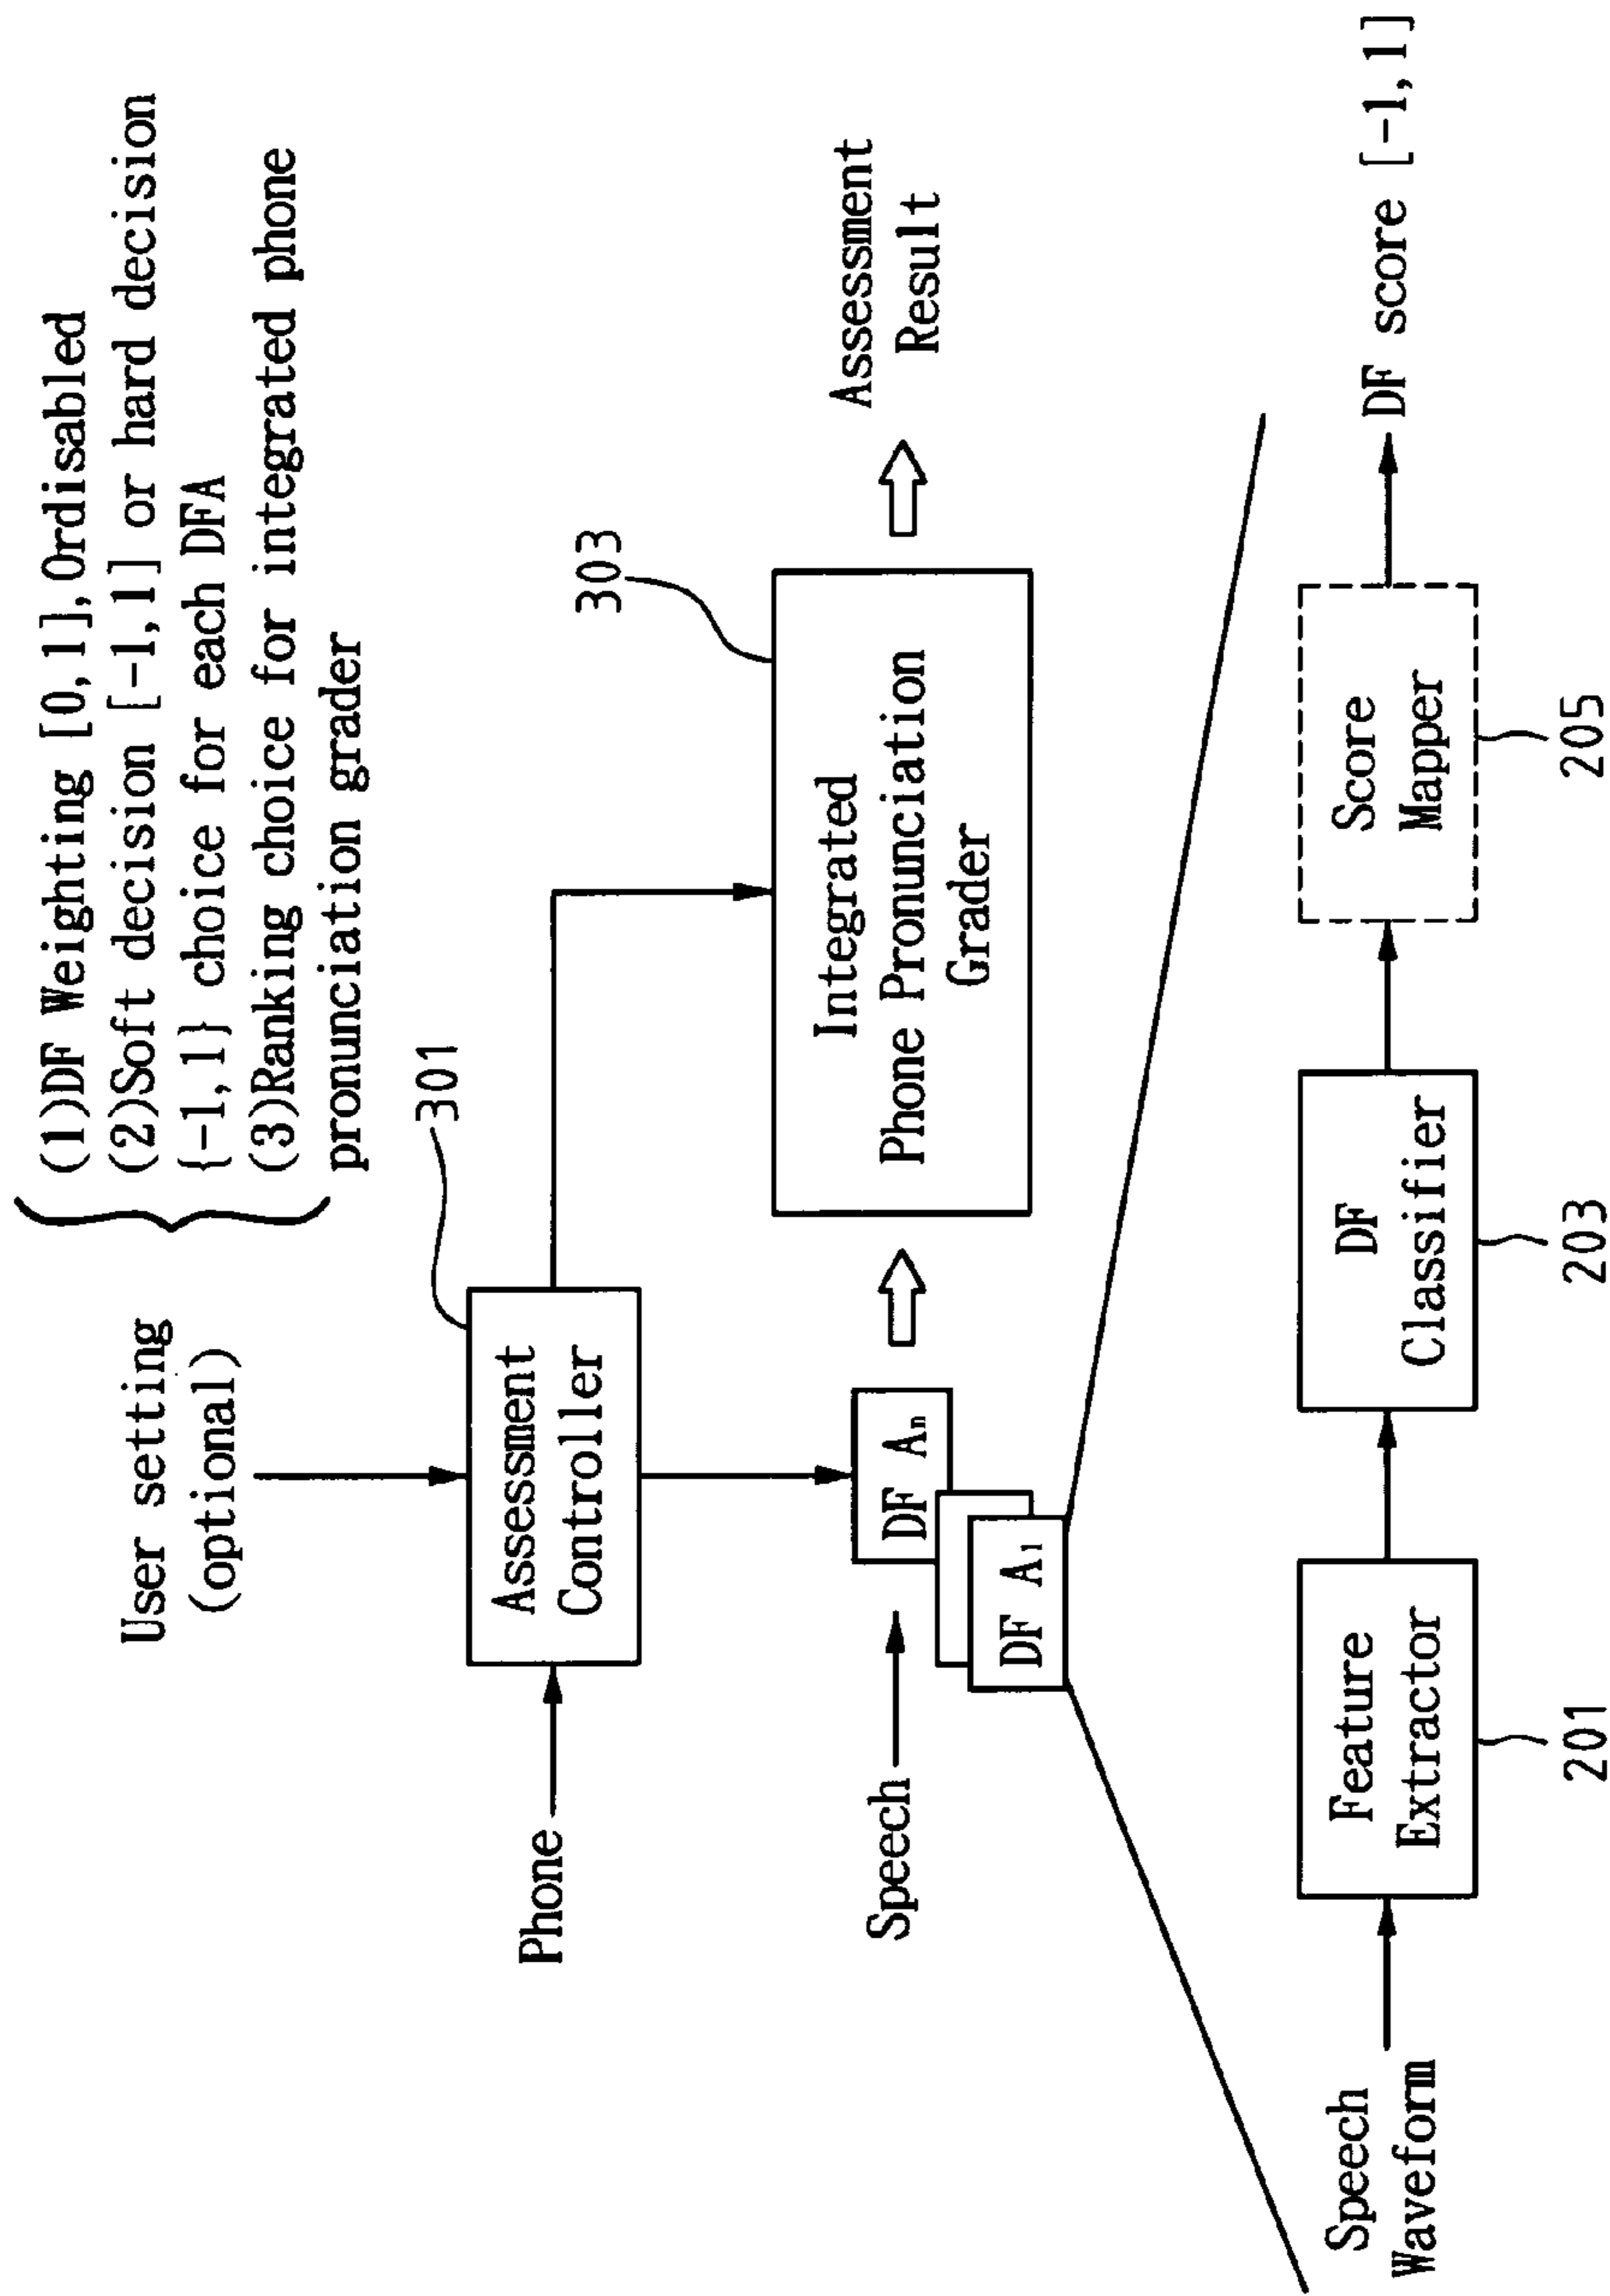 User setting
(optional)
(1)DF Weighting [0,1],Ordisabled
(2)Soft decision [-1,1] or hard decision
{-1,1} choice for each DFA
(3)Ranking choice for integrated phone
pronunciation grader
301
Phone
Assessment
Controller
303
Speech
DF An
DF A1
Integrated
Phone Pronunciation
Grader
Assessment
Result
Speech
Waveform
Feature
Extractor
201
DF
Classifier
203
Score
Mapper
205
DF score [-1,1]